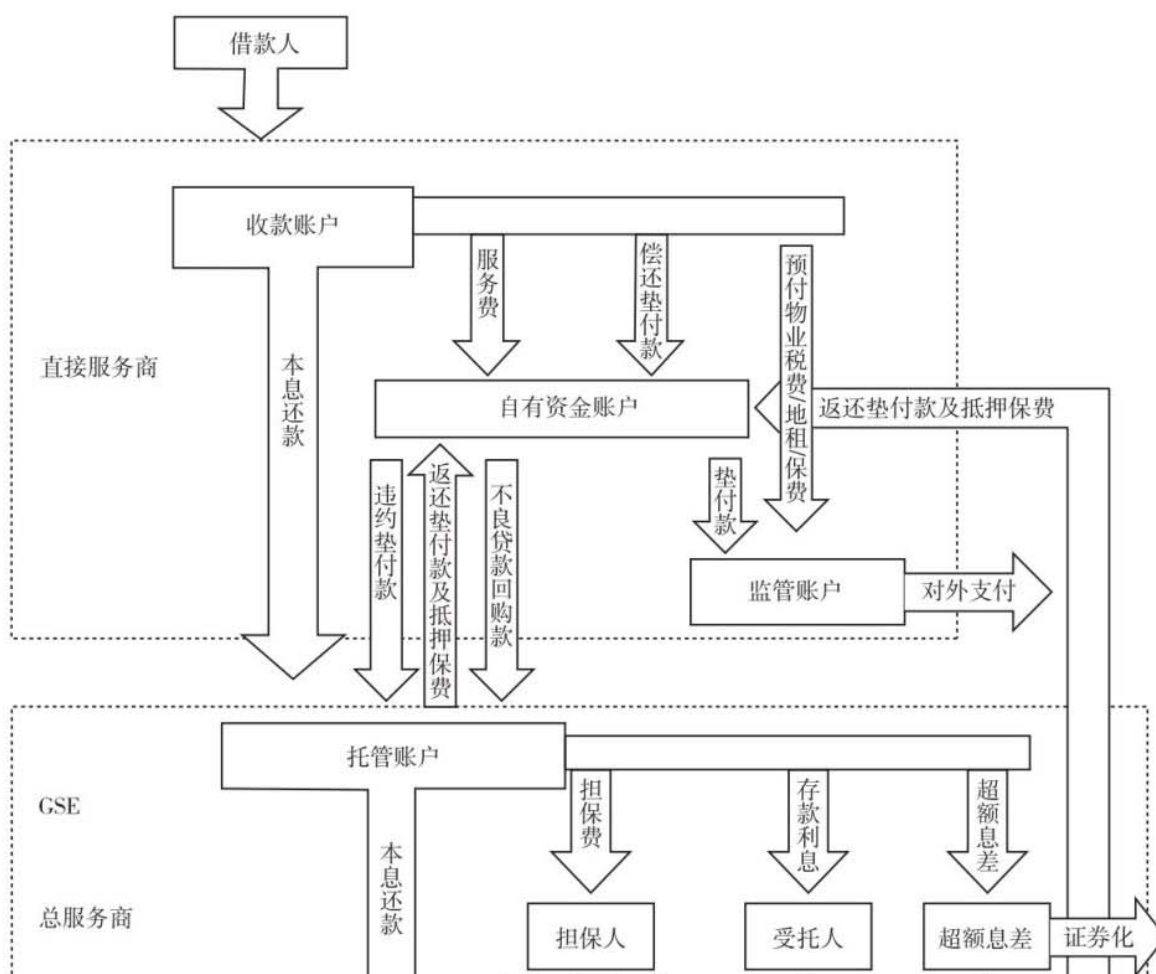 借款人
收款账户
服务费
偿还垫付款
预付物业税费/地租/保费
直接服务商
本息还款
自有资金账户
返还垫付款及抵押保费
违约垫付款
返还垫付款及抵押保费
不良贷款回购款
垫付款
监管账户
对外支付
托管账户
GSE
担保费
存款利息
超额息差
本息还款
总服务商
担保人
受托人
超额息差
证券化